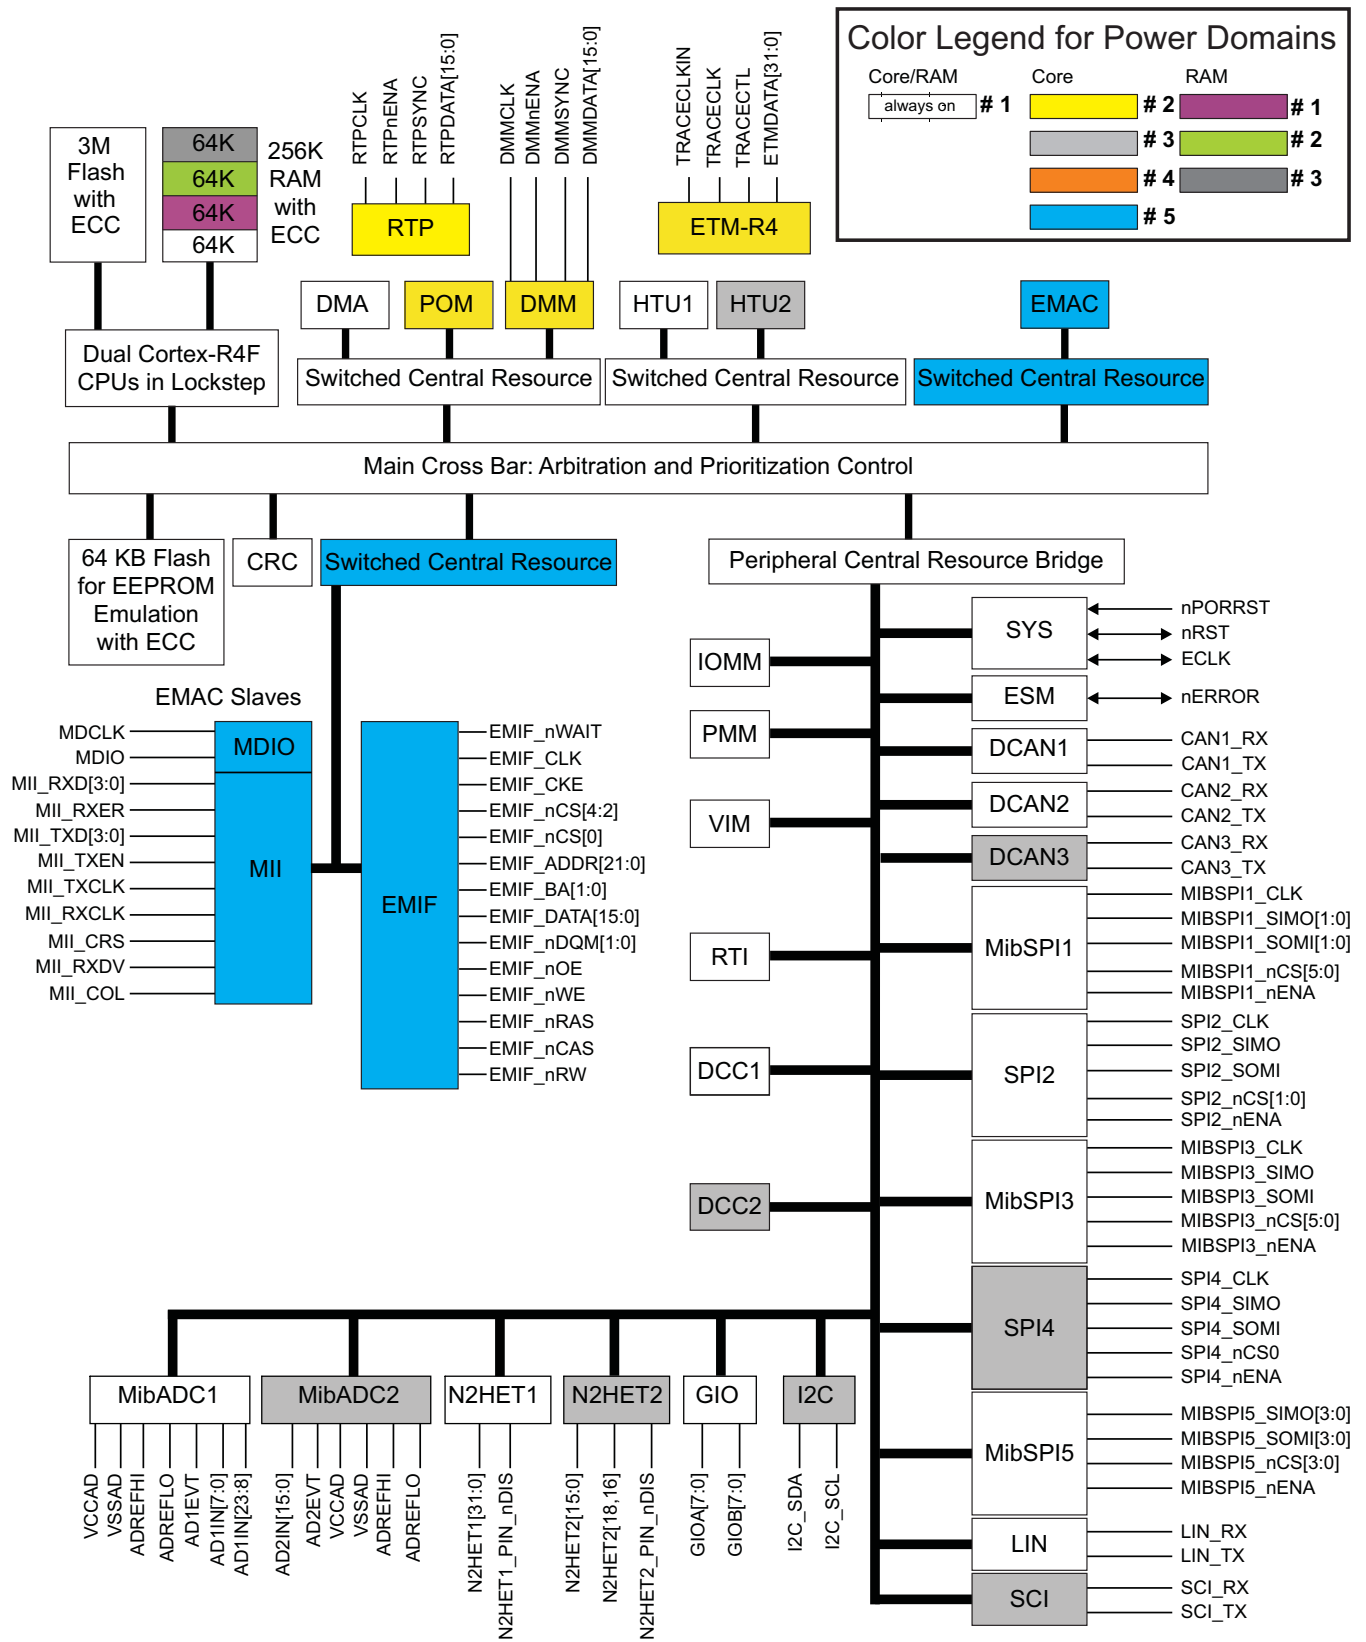 Color Legend for Power Domains
Core/RAM
Core
RAM
always on
# 1
# 2
# 1
# 3
# 2
# 4
# 3
# 5
RTPCLK
RTPnENA
RTPSYNC
RTPDATA[15:0]
DMMCLK
DMMnENA
DMMSYNC
DMMDATA[15:0]
TRACECLKIN
TRACECLK
TRACECTL
ETMDATA[31:0]
3M
Flash
with
ECC
64K
64K
64K
64K
256K
RAM
with
ECC
RTP
ETM-R4
DMA
POM
DMM
HTU1
HTU2
EMAC
Dual Cortex-R4F
CPUs in Lockstep
Switched Central Resource
Switched Central Resource
Switched Central Resource
Main Cross Bar: Arbitration and Prioritization Control
64 KB Flash
for EEPROM
Emulation
with ECC
CRC
Switched Central Resource
Peripheral Central Resource Bridge
EMAC Slaves
MDCLK
MDIO
MII_RXD[3:0]
MII_RXER
MII_TXD[3:0]
MII_TXEN
MII_TXCLK
MII_RXCLK
MII_CRS
MII_RXDV
MII_COL
MDIO
MII
EMIF
EMIF_nWAIT
EMIF_CLK
EMIF_CKE
EMIF_nCS[4:2]
EMIF_nCS[0]
EMIF_ADDR[21:0]
EMIF_BA[1:0]
EMIF_DATA[15:0]
EMIF_nDQM[1:0]
EMIF_nOE
EMIF_nWE
EMIF_nRAS
EMIF_nCAS
EMIF_nRW
IOMM
PMM
VIM
RTI
DCC1
DCC2
SYS
nPORRST
nRST
ECLK
ESM
nERROR
DCAN1
CAN1_RX
CAN1_TX
DCAN2
CAN2_RX
CAN2_TX
DCAN3
CAN3_RX
CAN3_TX
MibSPI1
MIBSPI1_CLK
MIBSPI1_SIMO[1:0]
MIBSPI1_SOMI[1:0]
MIBSPI1_nCS[5:0]
MIBSPI1_nENA
SPI2
SPI2_CLK
SPI2_SIMO
SPI2_SOMI
SPI2_nCS[1:0]
SPI2_nENA
MibSPI3
MIBSPI3_CLK
MIBSPI3_SIMO
MIBSPI3_SOMI
MIBSPI3_nCS[5:0]
MIBSPI3_nENA
SPI4
SPI4_CLK
SPI4_SIMO
SPI4_SOMI
SPI4_nCS0
SPI4_nENA
MibSPI5
MIBSPI5_SIMO[3:0]
MIBSPI5_SOMI[3:0]
MIBSPI5_nCS[3:0]
MIBSPI5_nENA
LIN
LIN_RX
LIN_TX
SCI
SCI_RX
SCI_TX
MibADC1
MibADC2
N2HET1
N2HET2
GIO
I2C
VCCAD
VSSAD
ADREFHI
ADREFLO
AD1EVT
AD1IN[7:0]
AD1IN[23:8]
AD2IN[15:0]
AD2EVT
VCCAD
VSSAD
ADREFHI
ADREFLO
N2HET1[31:0]
N2HET1_PIN_nDIS
N2HET2[15:0]
N2HET2[18,16]
N2HET2_PIN_nDIS
GIOA[7:0]
GIOB[7:0]
I2C_SDA
I2C_SCL